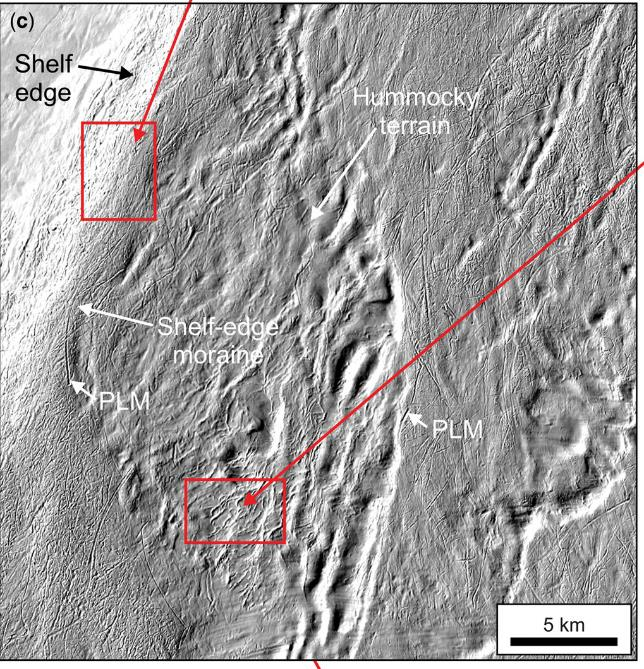 (c)
Shelf
edge
Hummocky
terrain
Shelf-edge
moraine
PLM
PLM
5 km